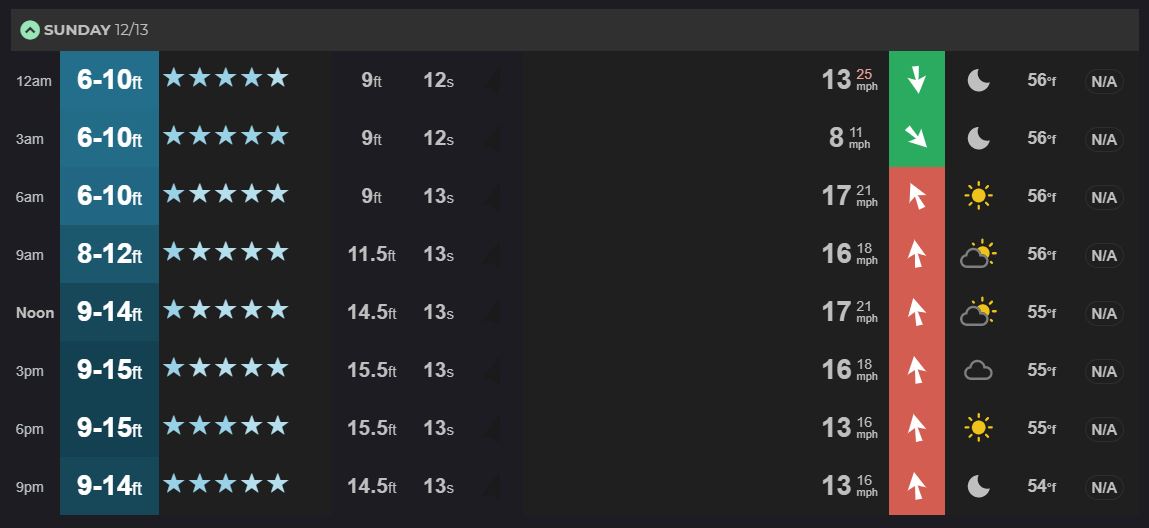 SUNDAY 12/13
12am 6-10ft 9ft 12s 13 25 mph 56°f N/A
3am 6-10ft 9ft 12s 8 11 mph 56°f N/A
6am 6-10ft 9ft 13s 17 21 mph 56°f N/A
9am 8-12ft 11.5ft 13s 16 18 mph 56°f N/A
Noon 9-14ft 14.5ft 13s 17 21 mph 55°f N/A
3pm 9-15ft 15.5ft 13s 16 18 mph 55°f N/A
6pm 9-15ft 15.5ft 13s 13 16 mph 55°f N/A
9pm 9-14ft 14.5ft 13s 13 16 mph 54°f N/A